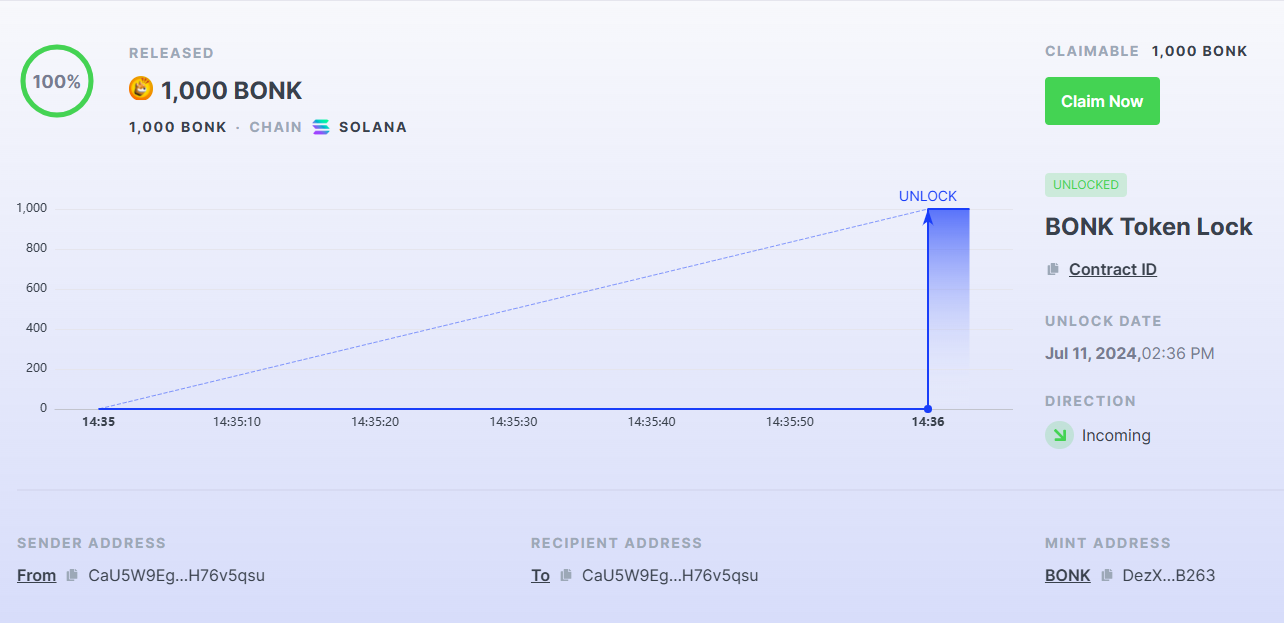 100%
RELEASED
1,000 BONK
1,000 BONK · CHAIN SOLANA
CLAIMABLE 1,000 BONK
Claim Now
UNLOCK
1,000
800
600
400
200
0
14:35 14:35:10 14:35:20 14:35:30 14:35:40 14:35:50 14:36
UNLOCKED
BONK Token Lock
Contract ID
UNLOCK DATE
Jul 11, 2024,02:36 PM
DIRECTION
Incoming
SENDER ADDRESS
From CaU5W9Eg...H76v5qsu
RECIPIENT ADDRESS
To CaU5W9Eg...H76v5qsu
MINT ADDRESS
BONK DezX...B263